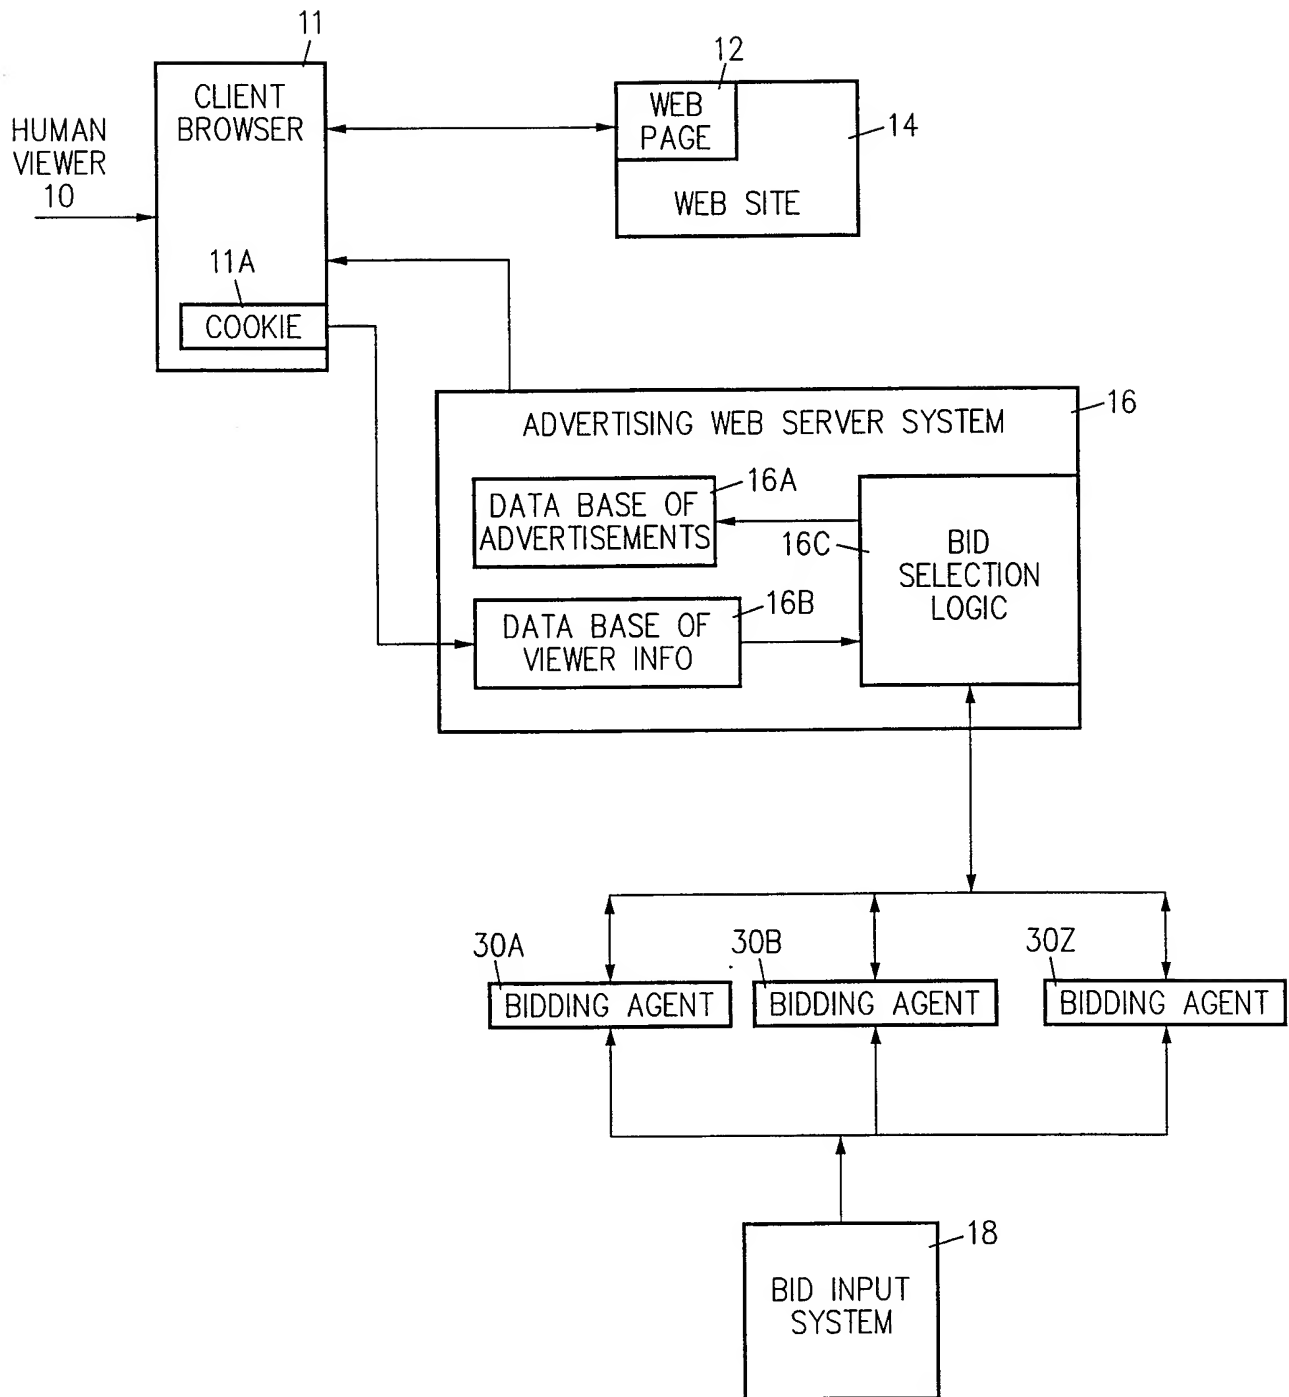 11
CLIENT
BROWSER
HUMAN
VIEWER
10
11A
COOKIE
12
WEB
PAGE
14
WEB SITE
16
ADVERTISING WEB SERVER SYSTEM
16A
DATA BASE OF
ADVERTISEMENTS
16C
BID
SELECTION
LOGIC
16B
DATA BASE OF
VIEWER INFO
30A
BIDDING AGENT
30B
BIDDING AGENT
30Z
BIDDING AGENT
18
BID INPUT
SYSTEM